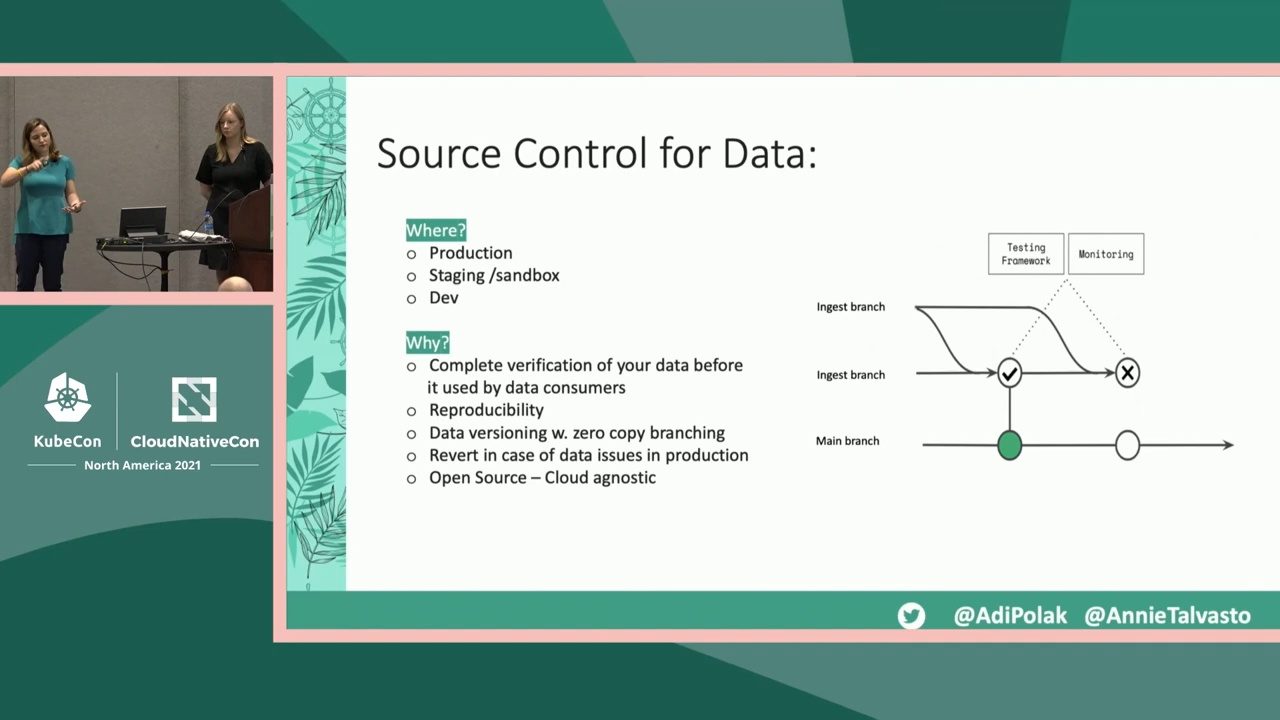 Source Control for Data:
Where?
Production
Staging /sandbox
Dev
Why?
Complete verification of your data before
it used by data consumers
Reproducibility
Data versioning w. zero copy branching
Revert in case of data issues in production
Open Source – Cloud agnostic
Testing
Framework
Monitoring
Ingest branch
Ingest branch
Main branch
@AdiPolak @AnnieTalvasto
KubeCon
CloudNativeCon
North America 2021